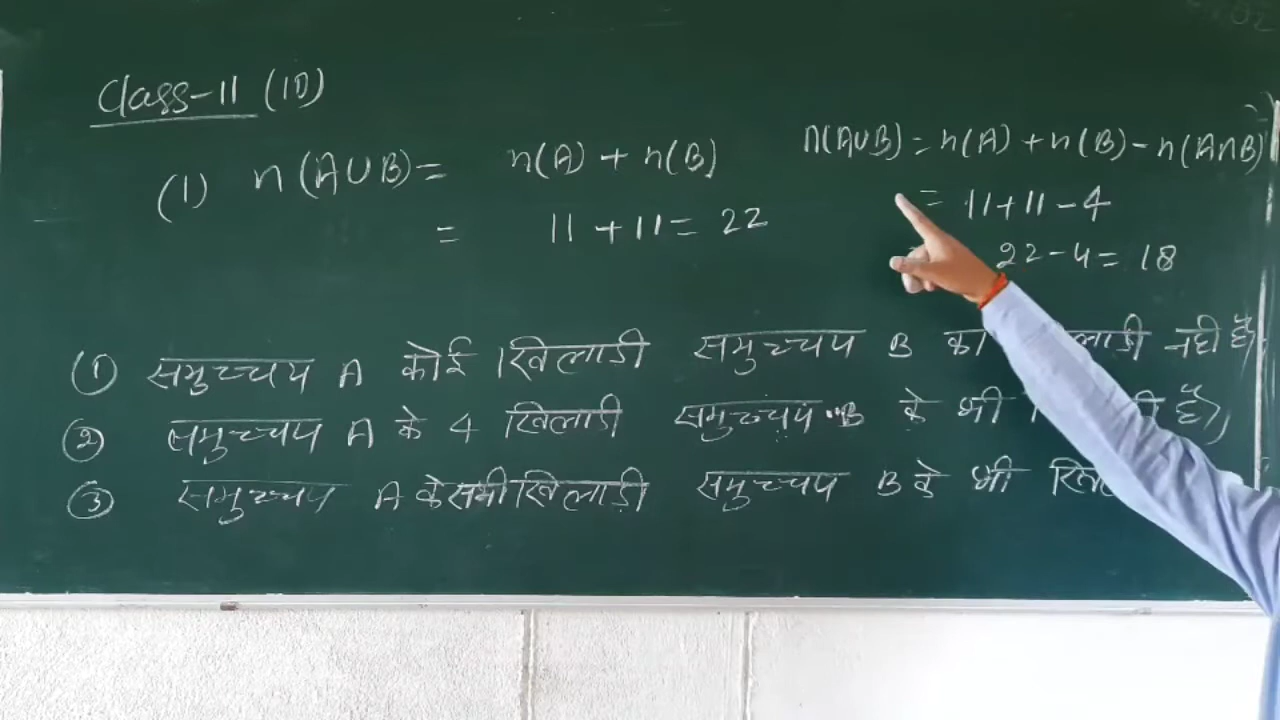 Class-11 (10)
(1) n(A∪B)= n(A) + n(B)
= 11 + 11 = 22
n(A∪B) = n(A) + n(B) - n(A∩B)
= 11+11-4
22-4= 18
① समुच्चय A कोई खिलाडी समुच्चय B का नही है,
② समुच्चय A के 4 खिलाडी समुच्चय B के भी है,
③ समुच्चय A के सभी खिलाडी समुच्चय B के भी